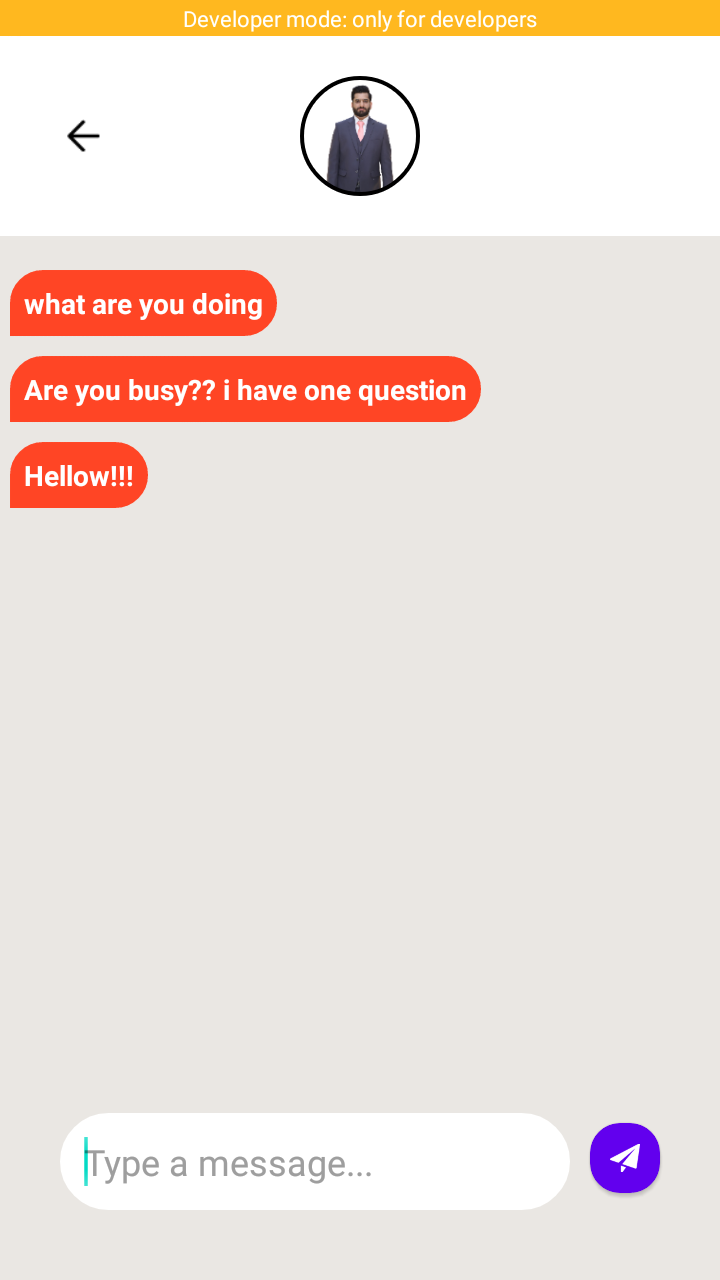 Developer mode: only for developers
what are you doing
Are you busy?? i have one question
Hellow!!!
Type a message...